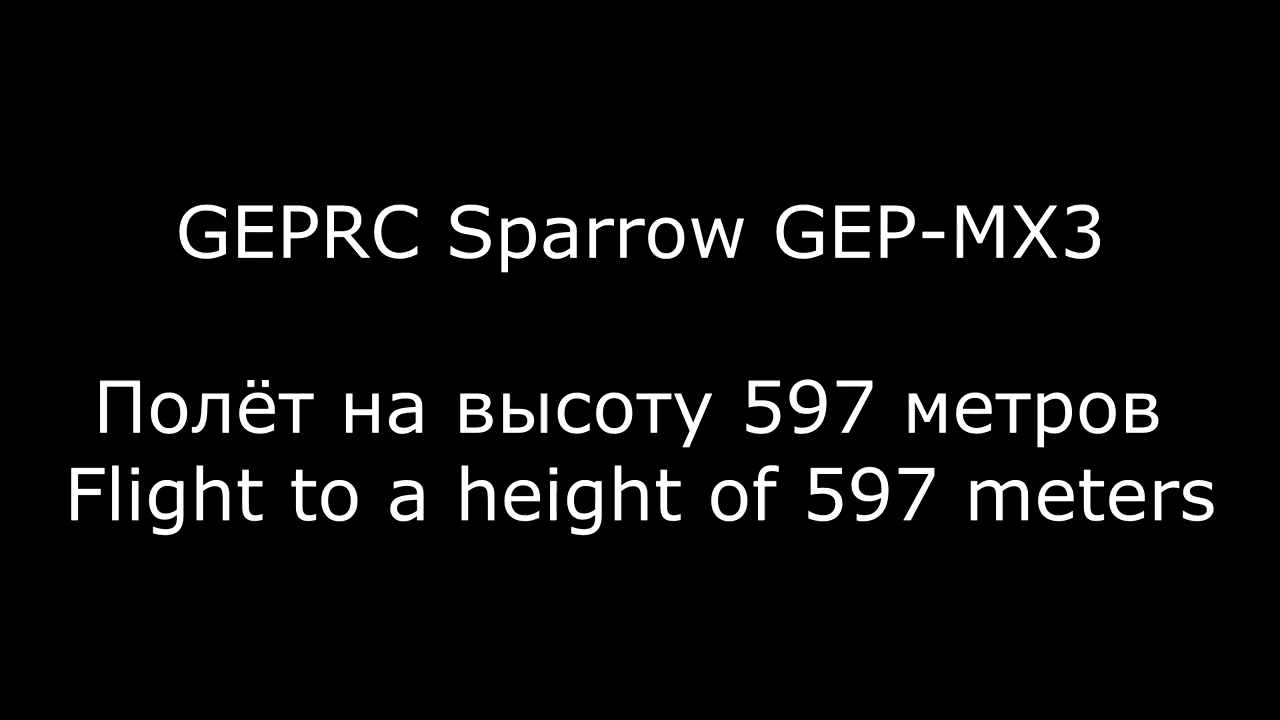 GEPRC Sparrow GEP-MX3
Полёт на высоту 597 метров
Flight to a height of 597 meters